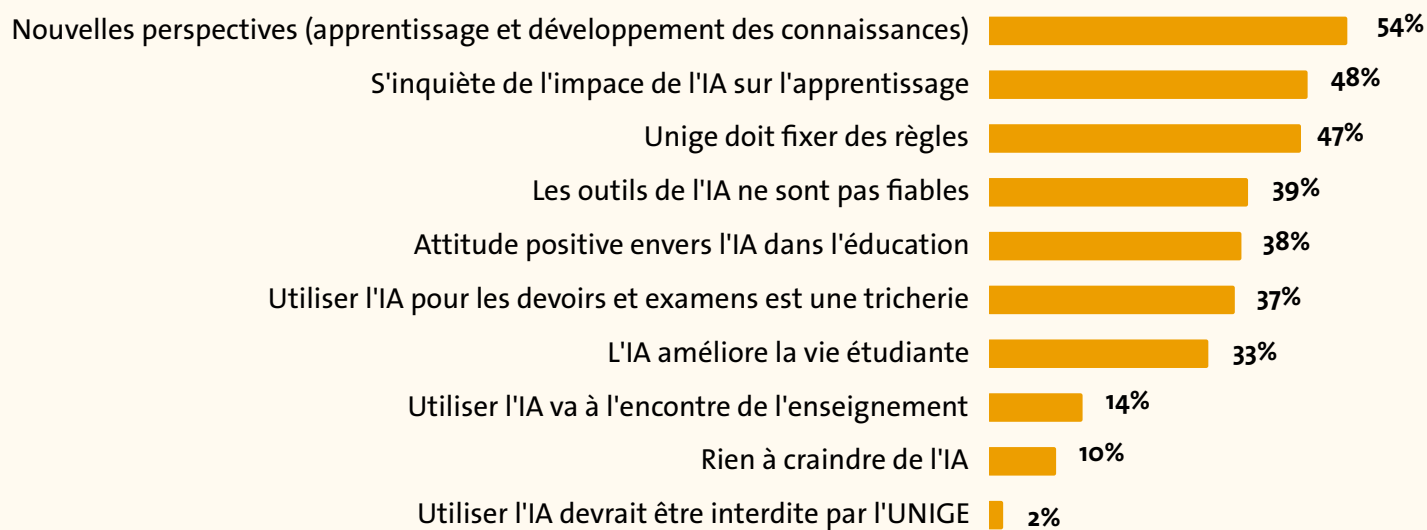 Nouvelles perspectives (apprentissage et développement des connaissances) 54%
S'inquiète de l'impace de l'IA sur l'apprentissage 48%
Unige doit fixer des règles 47%
Les outils de l'IA ne sont pas fiables 39%
Attitude positive envers l'IA dans l'éducation 38%
Utiliser l'IA pour les devoirs et examens est une tricherie 37%
L'IA améliore la vie étudiante 33%
Utiliser l'IA va à l'encontre de l'enseignement 14%
Rien à craindre de l'IA 10%
Utiliser l'IA devrait être interdite par l'UNIGE 2%